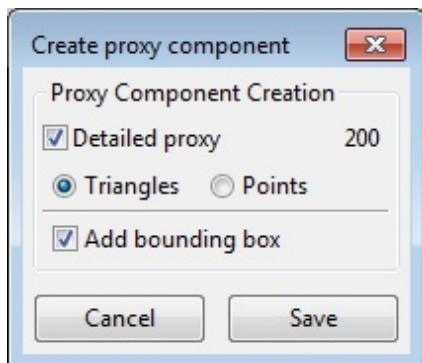 Create proxy component
Proxy Component Creation
Detailed proxy 200
Triangles Points
Add bounding box
Cancel Save